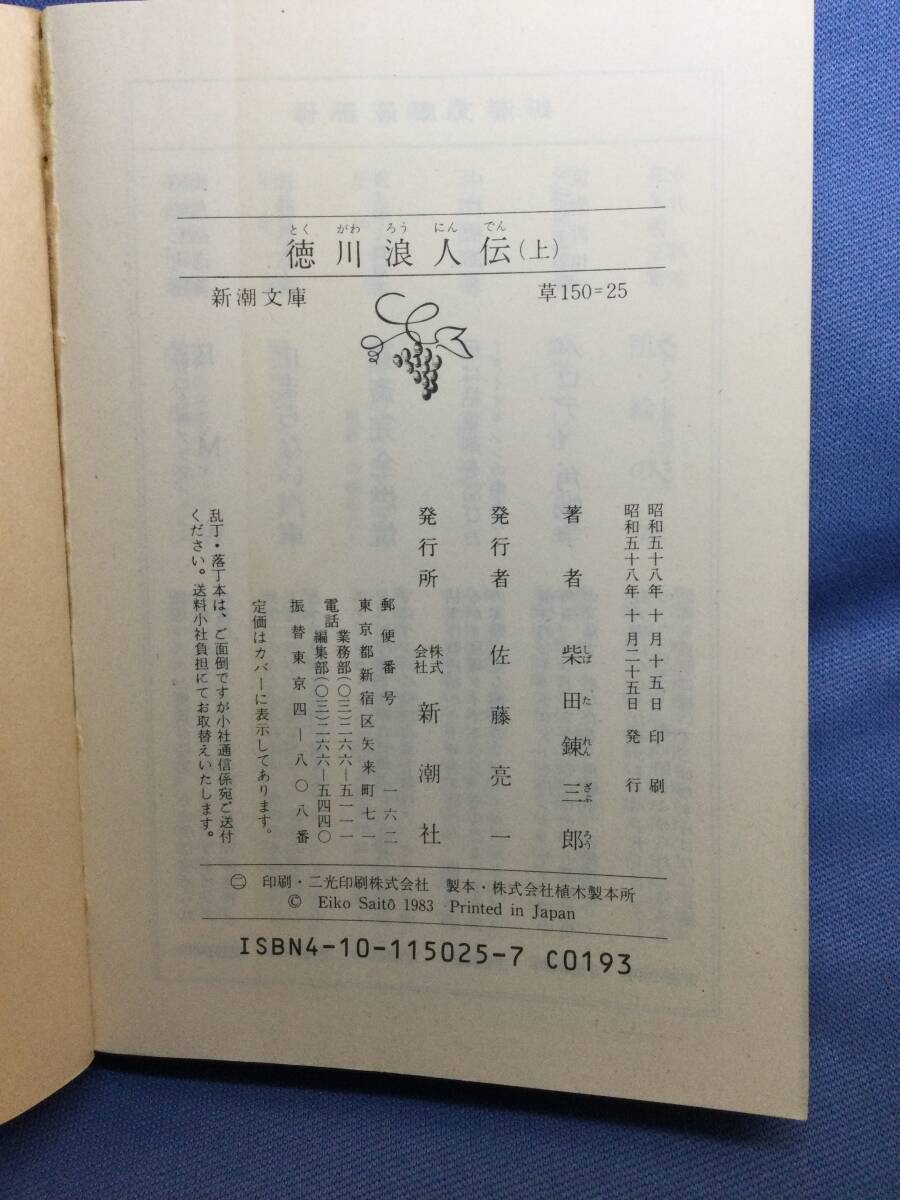 とくがわろうにんでん
徳川浪人伝(上)
新潮文庫 草150=25
昭和五十八年十月十五日印刷
昭和五十八年十月二十五日発行
著者 柴田錬三郎
しばたれんざぶろう
発行者 佐藤亮一
発行所 株式会社 新潮社
郵便番号 一六二
東京都新宿区矢来町七一
電話 業務部(〇三)二六六―五一一一
編集部(〇三)二六六―五四四〇
振替東京四―八〇八番
定価はカバーに表示してあります。
乱丁・落丁本は、ご面倒ですが小社通信係宛ご送付
ください。送料小社負担にてお取替えいたします。
㊁ 印刷・二光印刷株式会社 製本・株式会社植木製本所
© Eiko Saitō 1983 Printed in Japan
ISBN4-10-115025-7 C0193